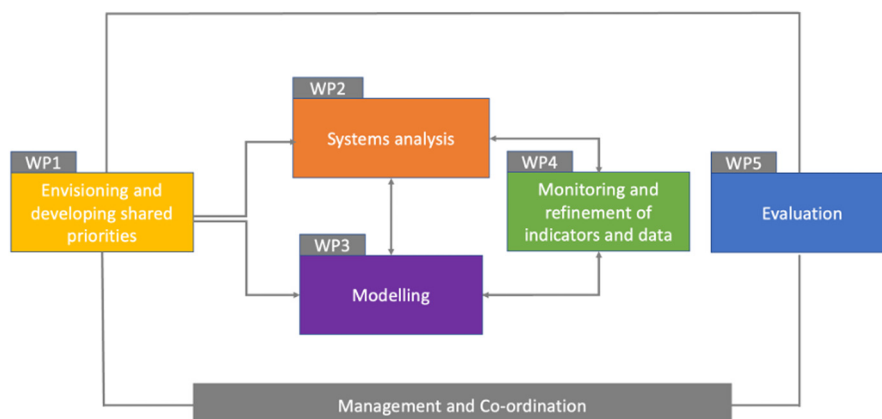 WP1
Envisioning and
developing shared
priorities
WP2
Systems analysis
WP3
Modelling
WP4
Monitoring and
refinement of
indicators and data
WP5
Evaluation
Management and Co-ordination